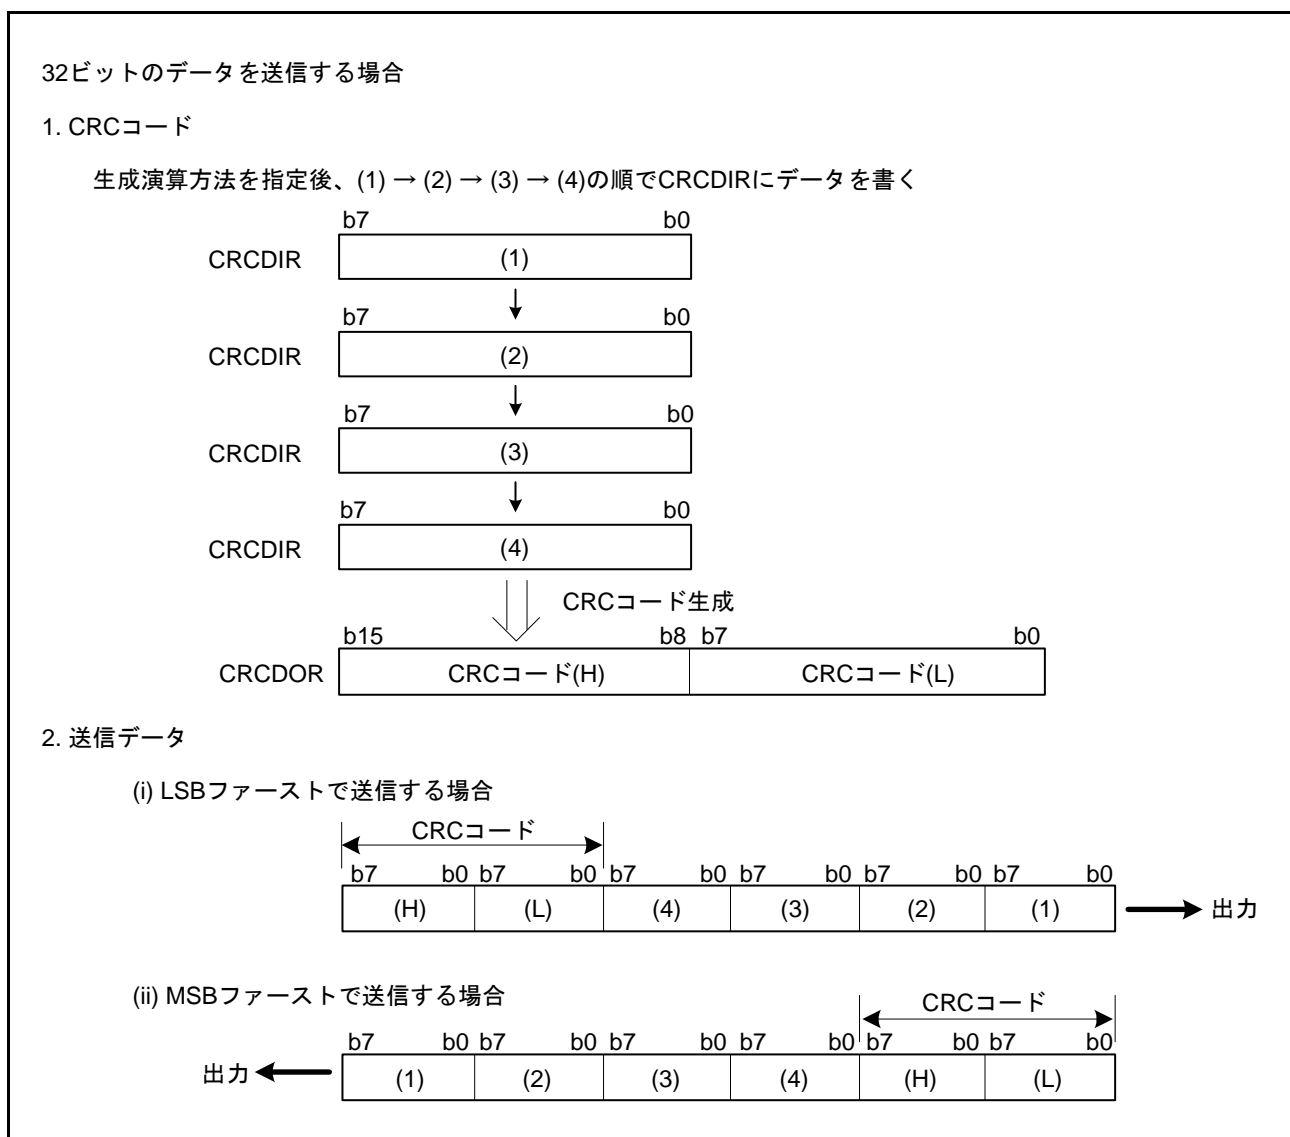 32ビットのデータを送信する場合
1. CRCコード
生成演算方法を指定後、(1) → (2) → (3) → (4)の順でCRCDIRにデータを書く
b7 b0
CRCDIR (1)
b7 b0
CRCDIR (2)
b7 b0
CRCDIR (3)
b7 b0
CRCDIR (4)
CRCコード生成
b15 b8 b7 b0
CRCDOR CRCコード(H) CRCコード(L)
2. 送信データ
(i) LSBファーストで送信する場合
CRCコード
b7 b0 b7 b0 b7 b0 b7 b0 b7 b0 b7 b0
(H) (L) (4) (3) (2) (1) 出力
(ii) MSBファーストで送信する場合
CRCコード
b7 b0 b7 b0 b7 b0 b7 b0 b7 b0 b7 b0
出力 (1) (2) (3) (4) (H) (L)